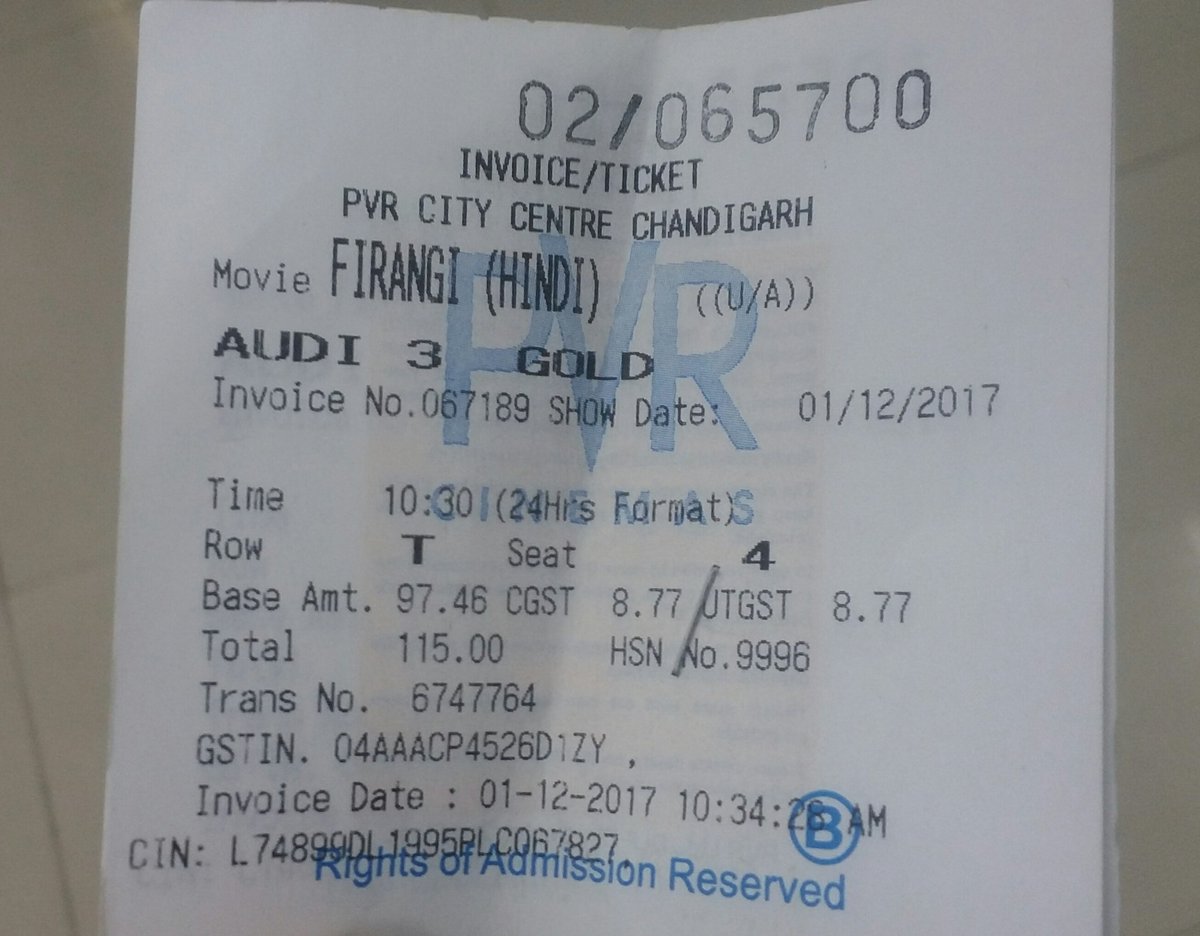 02/065700
INVOICE/TICKET
PVR CITY CENTRE CHANDIGARH
Movie FIRANGI (HINDI) ((U/A))
PVR
AUDI 3 GOLD
Invoice No.067189 SHOW Date: 01/12/2017
CINEMAS
Time 10:30 (24Hrs Format)
Row T Seat 4
Base Amt. 97.46 CGST 8.77 UTGST 8.77
Total 115.00 HSN No.9996
Trans No. 6747764
GSTIN. 04AAACP4526D1ZY ,
Invoice Date : 01-12-2017 10:34:28 AM
B
CIN: L74899DL1995PLC067827,
Rights of Admission Reserved